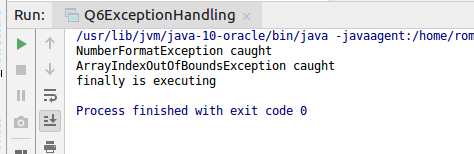 Run: Q6ExceptionHandling ×
/usr/lib/jvm/java-10-oracle/bin/java -javaagent:/home/rom
NumberFormatException caught
ArrayIndexOutOfBoundsException caught
finally is executing
Process finished with exit code 0